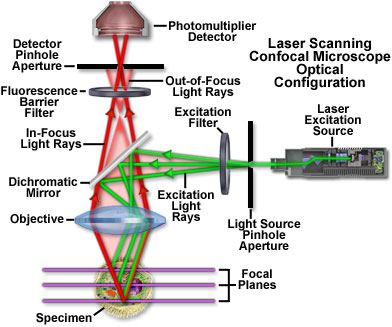 Photomultiplier
Detector
Detector
Pinhole
Aperture
Laser Scanning
Confocal Microscope
Optical
Configuration
Out-of-Focus
Light Rays
Fluorescence
Barrier
Filter
Excitation
Filter
Laser
Excitation
Source
In-Focus
Light Rays
Dichromatic
Mirror
Excitation
Light
Rays
Objective
Light Source
Pinhole
Aperture
Focal
Planes
Specimen